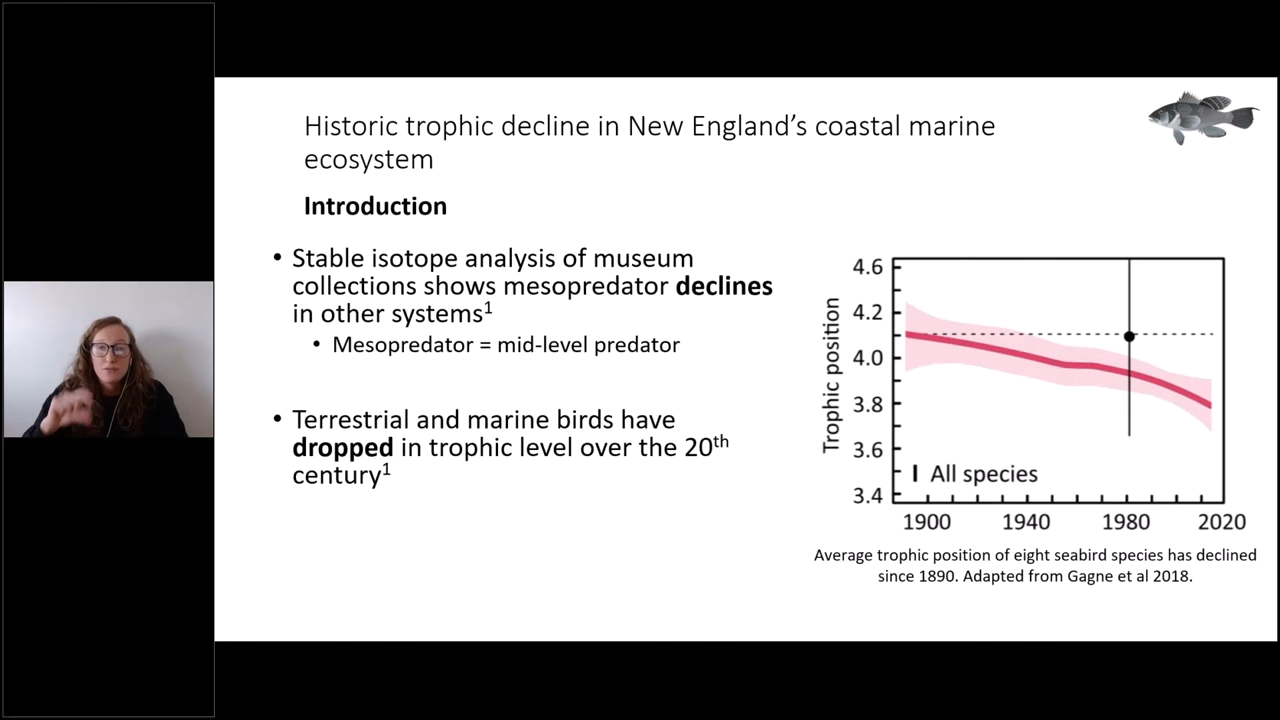 Historic trophic decline in New England's coastal marine
ecosystem
Introduction
• Stable isotope analysis of museum
collections shows mesopredator declines
in other systems¹
• Mesopredator = mid-level predator
• Terrestrial and marine birds have
dropped in trophic level over the 20th
century¹
Trophic position
4.6
4.2
4.0
3.8
3.6
3.4
I All species
1900 1940 1980 2020
Average trophic position of eight seabird species has declined
since 1890. Adapted from Gagne et al 2018.